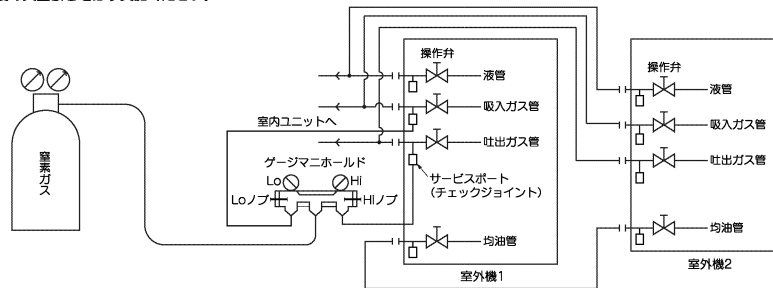 操作弁
液管
吸入ガス管
吐出ガス管
サービスポート
(チェックジョイント)
均油管
室外機1
操作弁
液管
吸入ガス管
吐出ガス管
均油管
室外機2
室内ユニットへ
ゲージマニホールド
Lo
Hi
Loノブ
Hiノブ
窒素ガス